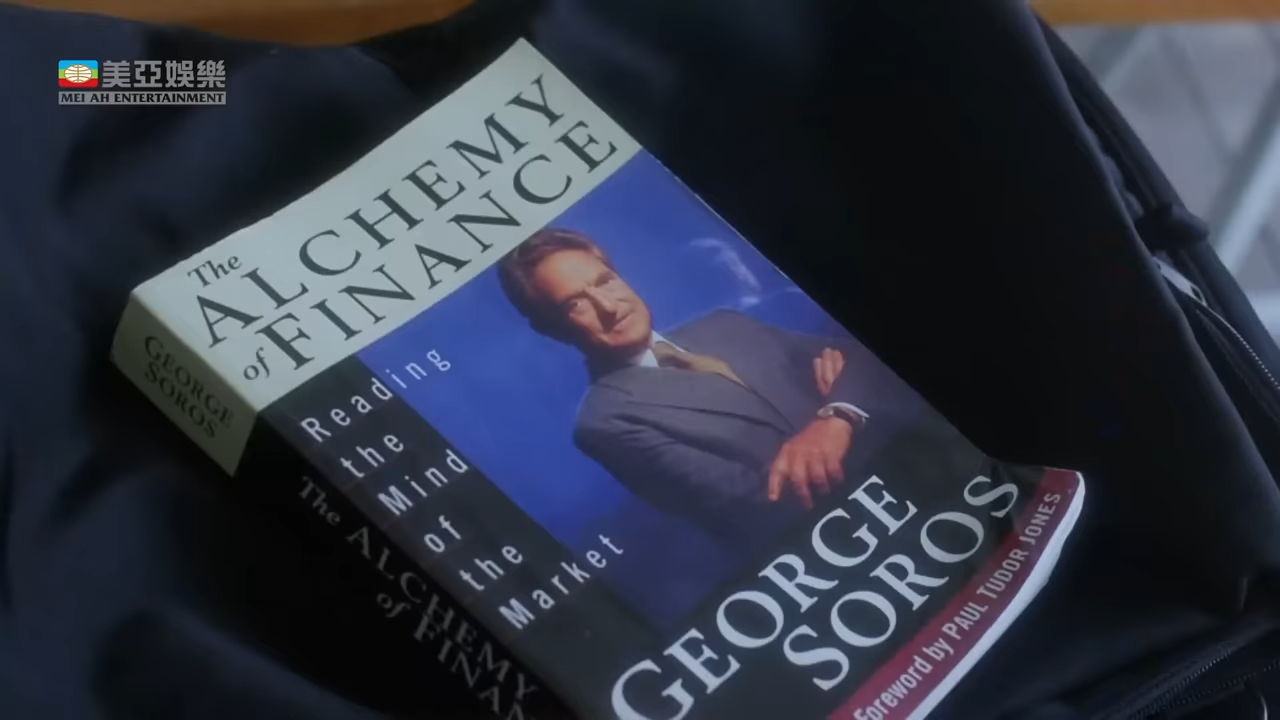 美亞娛樂
MEI AH ENTERTAINMENT
The
ALCHEMY
of FINANCE
Reading
the
Mind
of
the
Market
GEORGE
SOROS
Foreword by PAUL TUDOR JONES
GEORGE
SOROS
The ALCHEMY
of FINAN